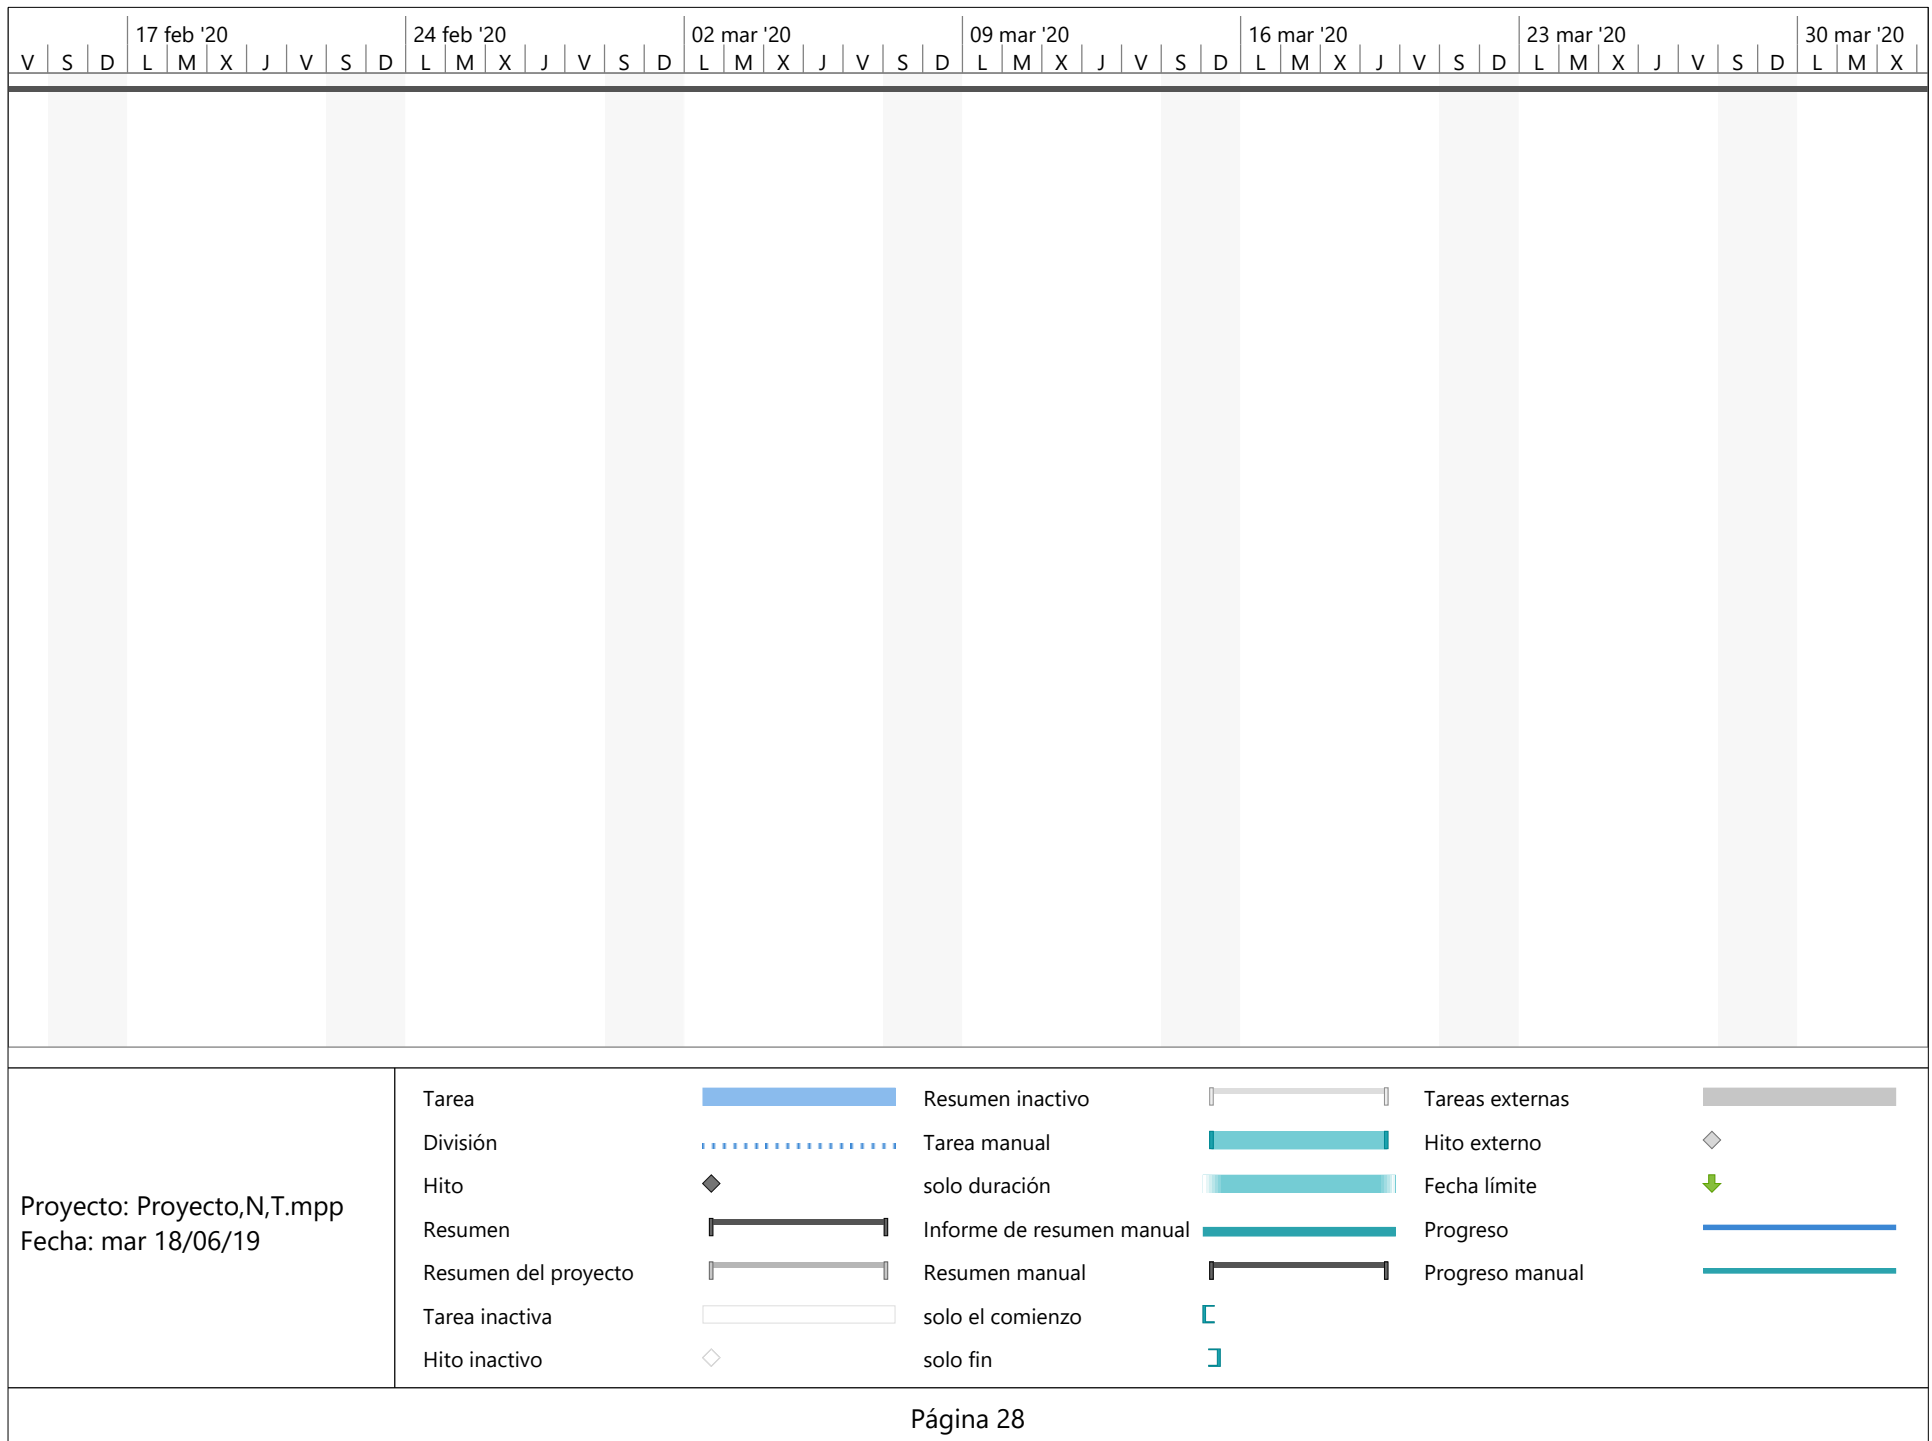 17 feb '20 24 feb '20 02 mar '20 09 mar '20 16 mar '20 23 mar '20 30 mar '20
V S D L M X J V S D L M X J V S D L M X J V S D L M X J V S D L M X J V S D L M X J V S D L M X
Proyecto: Proyecto,N,T.mpp
Fecha: mar 18/06/19
Tarea
División
Hito
Resumen
Resumen del proyecto
Tarea inactiva
Hito inactivo
Resumen inactivo
Tarea manual
solo duración
Informe de resumen manual
Resumen manual
solo el comienzo
solo fin
Tareas externas
Hito externo
Fecha límite
Progreso
Progreso manual
Página 28